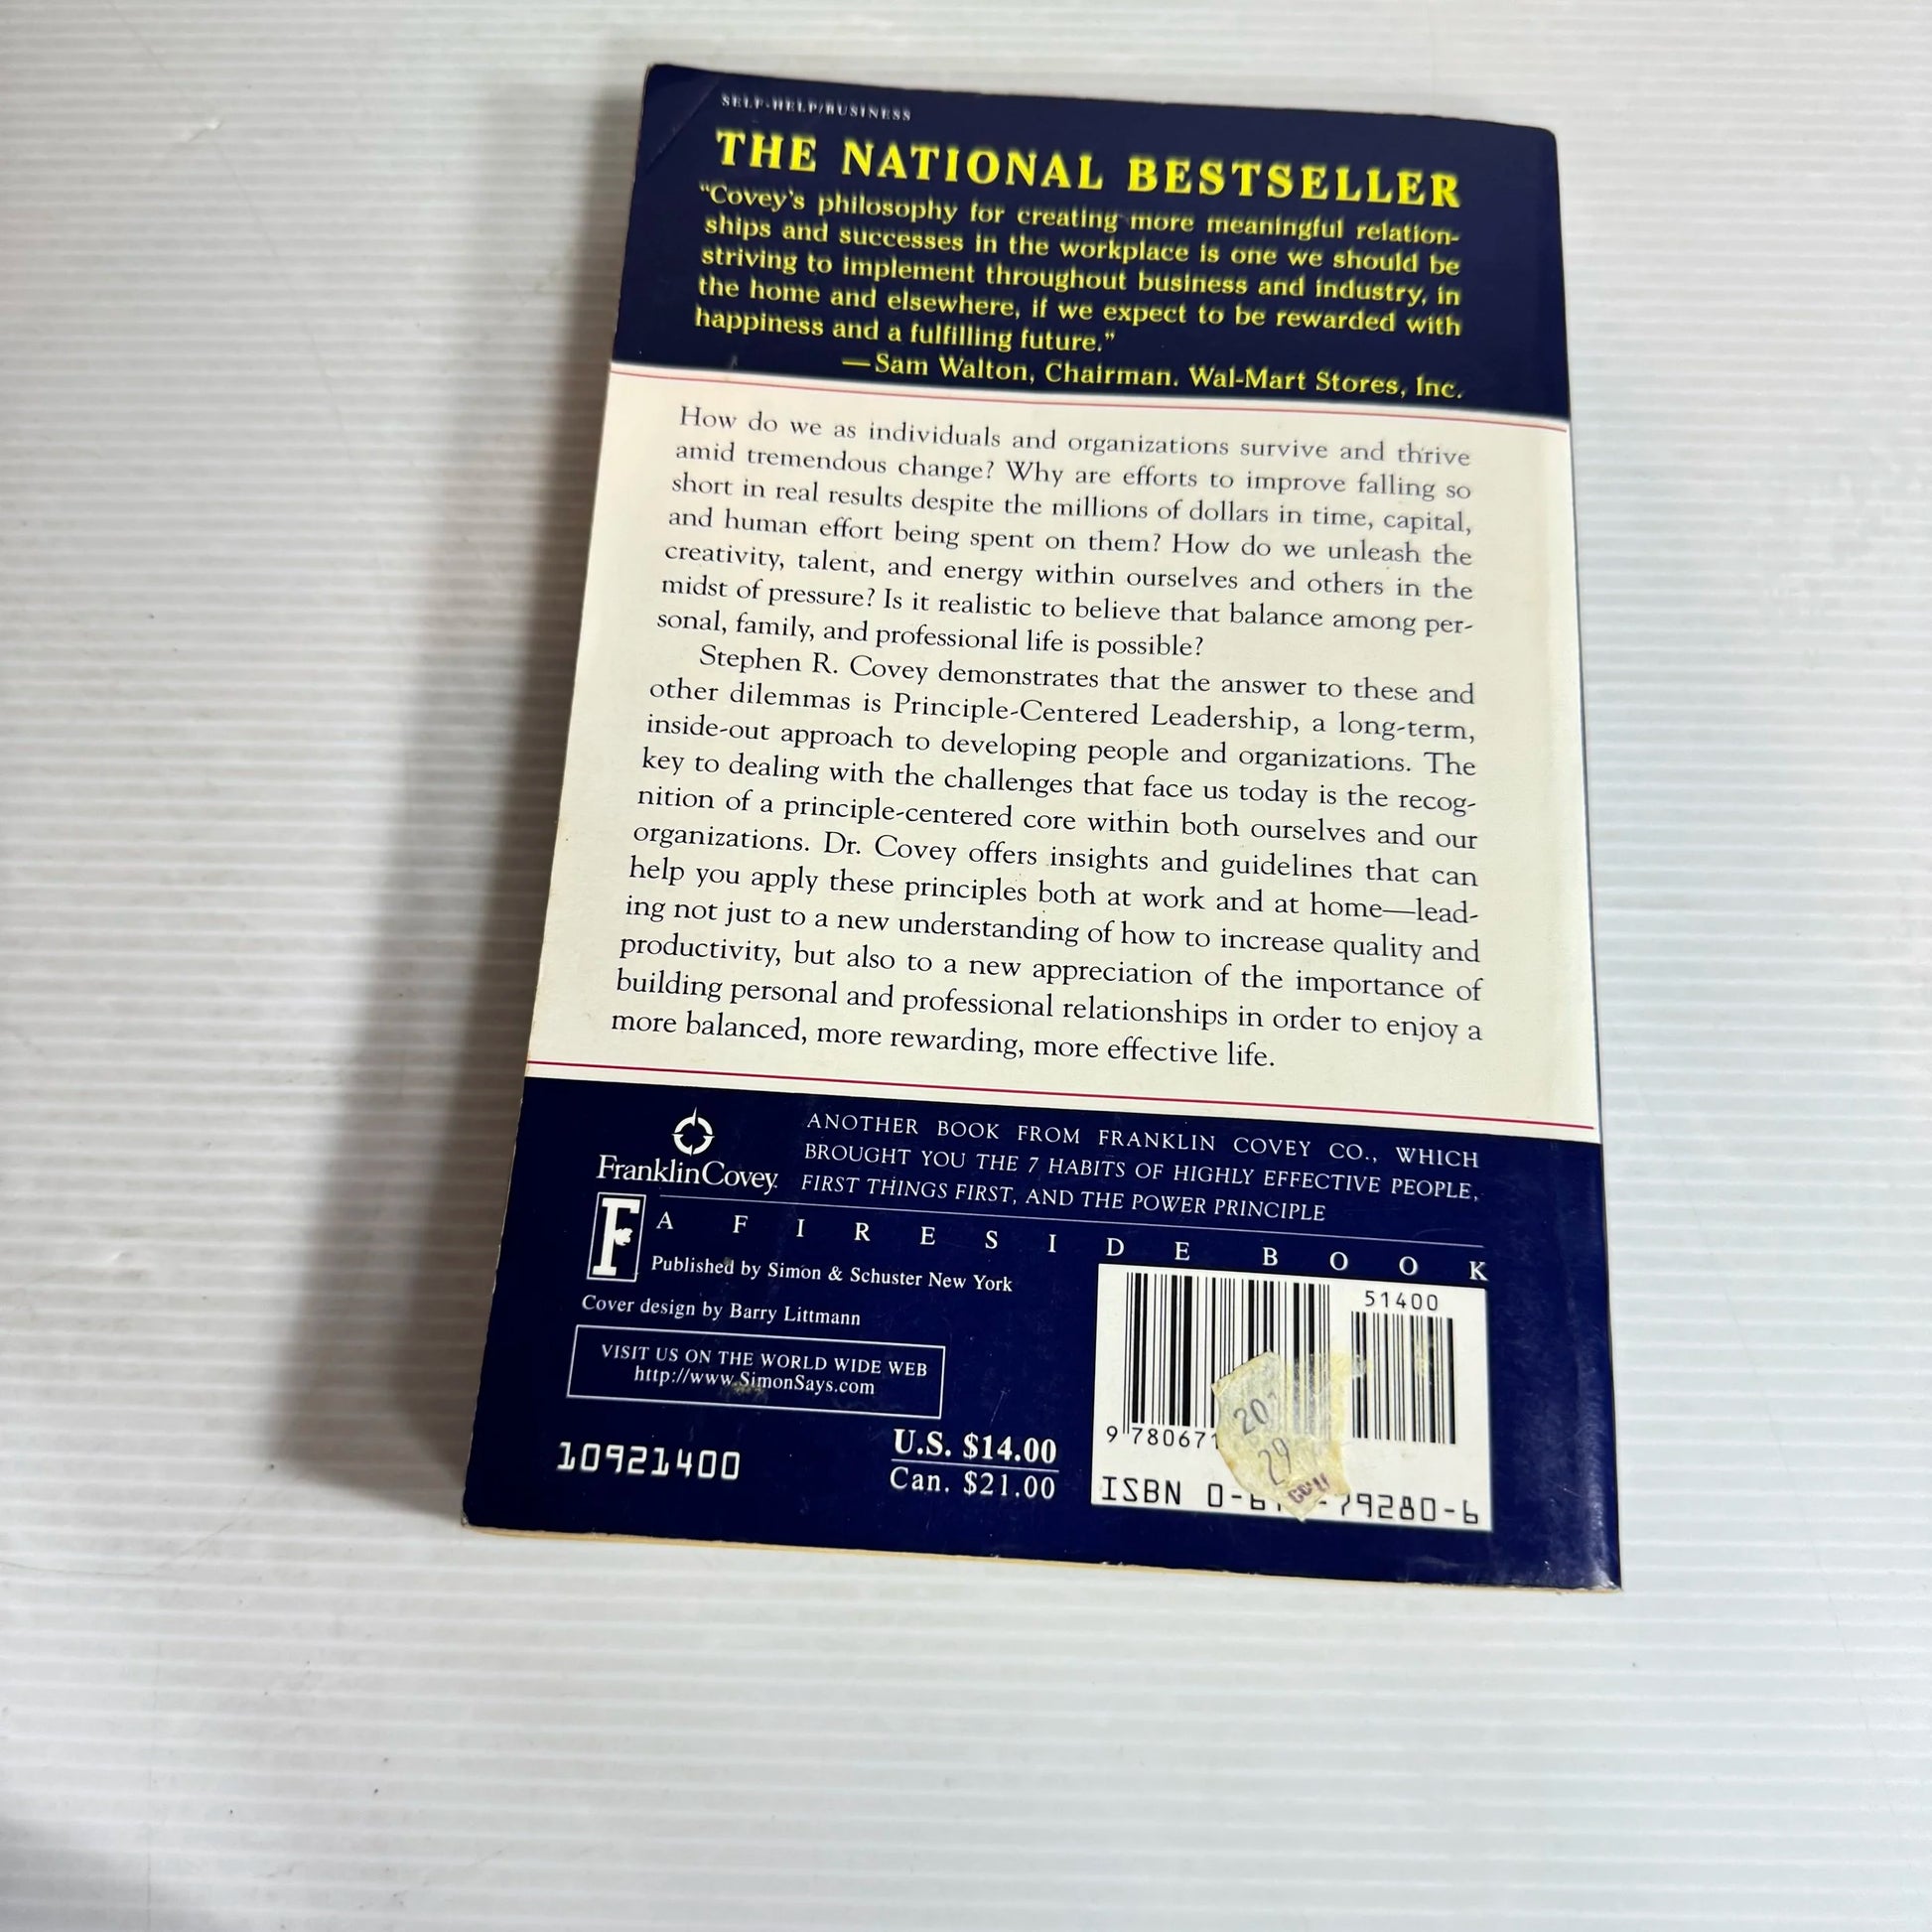 SELF-HELP/BUSINESS
THE NATIONAL BESTSELLER
"Covey's philosophy for creating more meaningful relation-
ships and successes in the workplace is one we should be
striving to implement throughout business and industry, in
the home and elsewhere, if we expect to be rewarded with
happiness and a fulfilling future."
—Sam Walton, Chairman. Wal-Mart Stores, Inc.
How do we as individuals and organizations survive and thrive
amid tremendous change? Why are efforts to improve falling so
short in real results despite the millions of dollars in time, capital,
and human effort being spent on them? How do we unleash the
creativity, talent, and energy within ourselves and others in the
midst of pressure? Is it realistic to believe that balance among per-
sonal, family, and professional life is possible?
Stephen R. Covey demonstrates that the answer to these and
other dilemmas is Principle-Centered Leadership, a long-term,
inside-out approach to developing people and organizations. The
key to dealing with the challenges that face us today is the recog-
nition of a principle-centered core within both ourselves and our
organizations. Dr. Covey offers insights and guidelines that can
help you apply these principles both at work and at home—lead-
ing not just to a new understanding of how to increase quality and
productivity, but also to a new appreciation of the importance of
building personal and professional relationships in order to enjoy a
more balanced, more rewarding, more effective life.
FranklinCovey
ANOTHER BOOK FROM FRANKLIN COVEY CO., WHICH
BROUGHT YOU THE 7 HABITS OF HIGHLY EFFECTIVE PEOPLE,
FIRST THINGS FIRST, AND THE POWER PRINCIPLE
F
A FIRESIDE BOOK
Published by Simon & Schuster New York
Cover design by Barry Littmann
VISIT US ON THE WORLD WIDE WEB
http://www.SimonSays.com
10921400
U.S. $14.00
Can. $21.00
51400
9 780671
20
29
ISBN 0-6 -79280-6